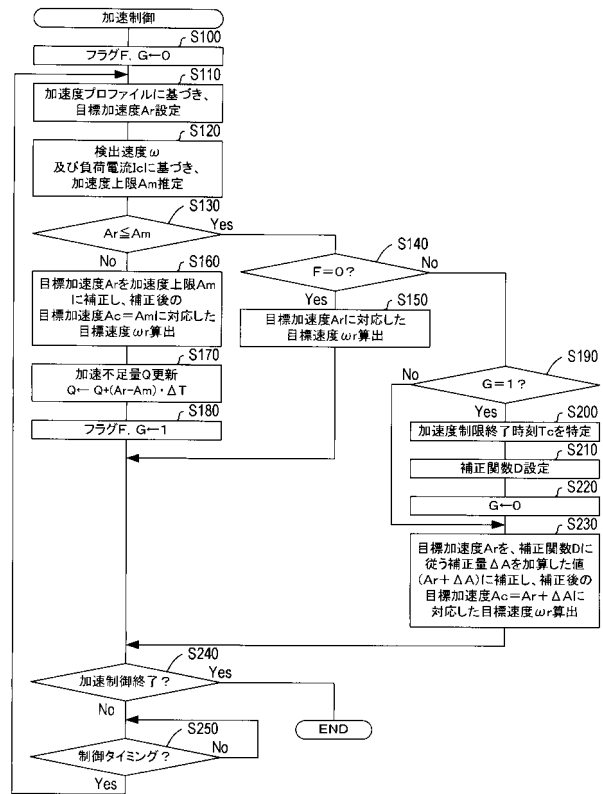 加速制御
S100
フラグF, G←0
S110
加速度プロファイルに基づき、
目標加速度Ar設定
S120
検出速度ω
及び負荷電流Icに基づき、
加速度上限Am推定
S130
Ar≦Am
Yes
No
S140
F=0?
No
Yes
S160
目標加速度Arを加速度上限Am
に補正し、補正後の
目標加速度Ac=Amに対応した
目標速度ωr算出
S150
目標加速度Arに対応した
目標速度ωr算出
S170
加速不足量Q更新
Q← Q+(Ar-Am)・ΔT
S180
フラグF, G←1
S190
G=1?
No
Yes
S200
加速度制限終了時刻Tcを特定
S210
補正関数D設定
S220
G←0
S230
目標加速度Arを、補正関数Dに
従う補正量ΔAを加算した値
(Ar+ΔA)に補正し、補正後の
目標加速度Ac=Ar+ΔAに
対応した目標速度ωr算出
S240
加速制御終了?
Yes
No
END
S250
制御タイミング?
No
Yes